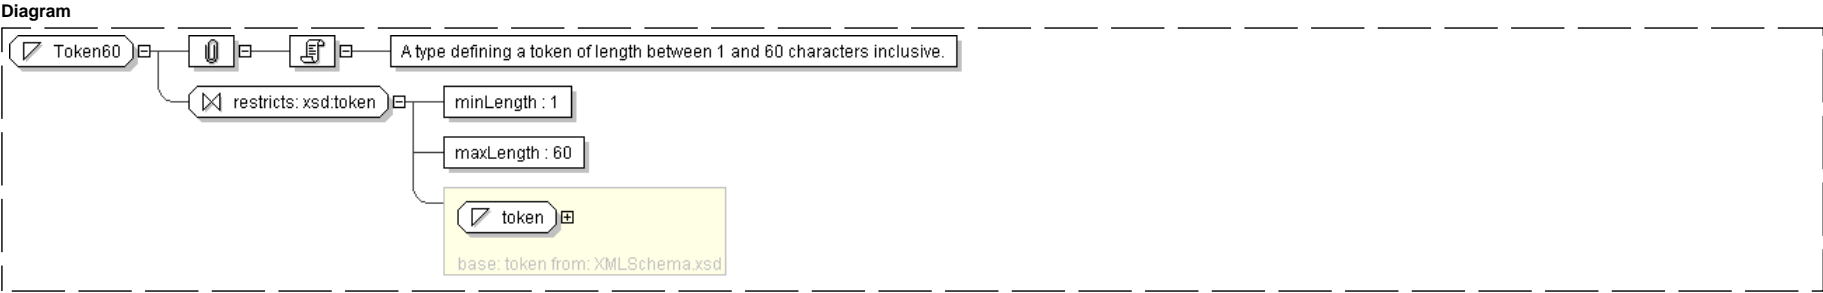 Diagram
Token60
A type defining a token of length between 1 and 60 characters inclusive.
restricts: xsd:token
minLength : 1
maxLength : 60
token
base: token from: XMLSchema.xsd